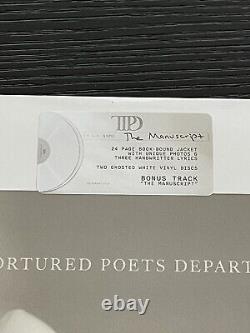 TTPD
The Manuscript
24 PAGE BOOK-BOUND JACKET
WITH UNIQUE PHOTOS &
THREE HANDWRITTEN LYRICS
TWO GHOSTED WHITE VINYL DISCS
BONUS TRACK
"THE MANUSCRIPT"
ORTURED POETS DEPART